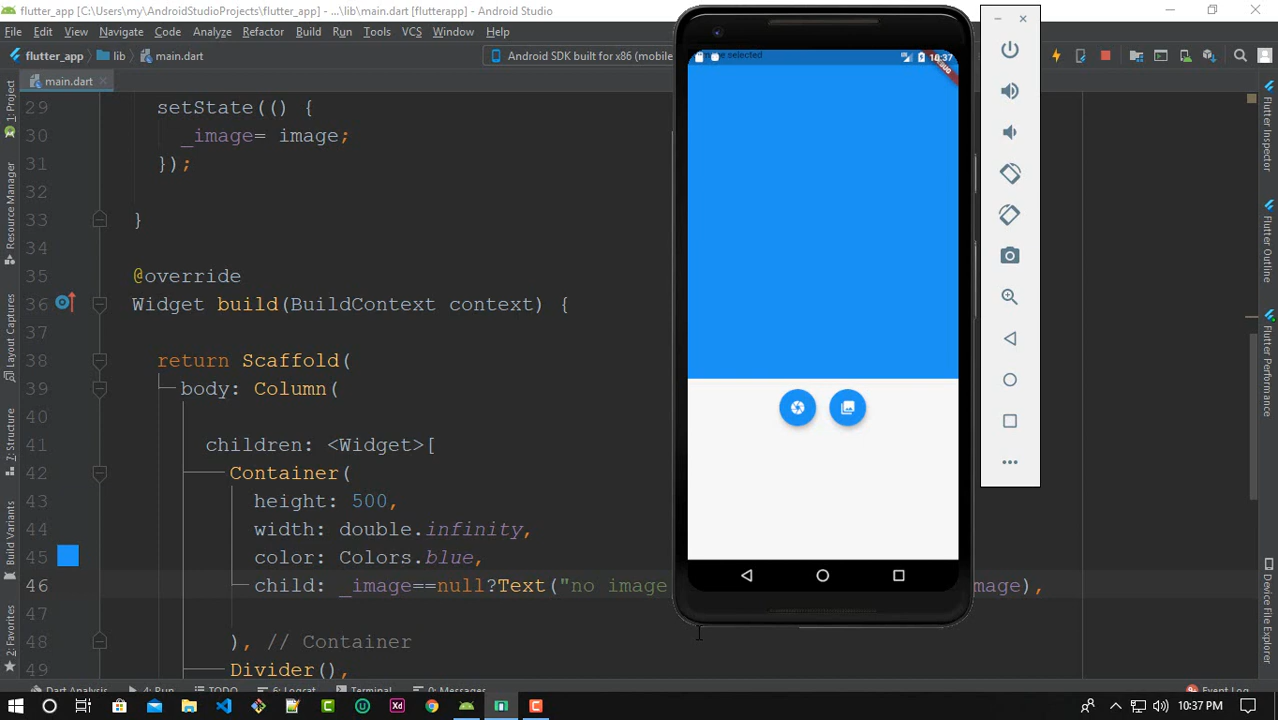 flutter_app [C:\Users\my\AndroidStudioProjects\flutter_app] - ...\lib\main.dart [flutterapp] - Android Studio
File Edit View Navigate Code Analyze Refactor Build Run Tools VCS Window Help
flutter_app lib main.dart Android SDK built for x86 (mobile
main.dart
1: Project
Resource Manager
Layout Captures
7: Structure
Build Variants
2: Favorites
29 setState(() {
30 _image= image;
31 });
32
33 }
34
35 @override
36 Widget build(BuildContext context) {
37
38 return Scaffold(
39 body: Column(
40
41 children: <Widget>[
42 Container(
43 height: 500,
44 width: double.infinity,
45 color: Colors.blue,
46 child: _image==null?Text("no image mage),
47
48 ), // Container
49 Divider(),
selected
10:37
Flutter Inspector
Flutter Outline
Flutter Performance
Device File Explorer
Dart Analysis 4: Run TODO 6: Logcat Terminal 0: Messages Event Log
10:37 PM